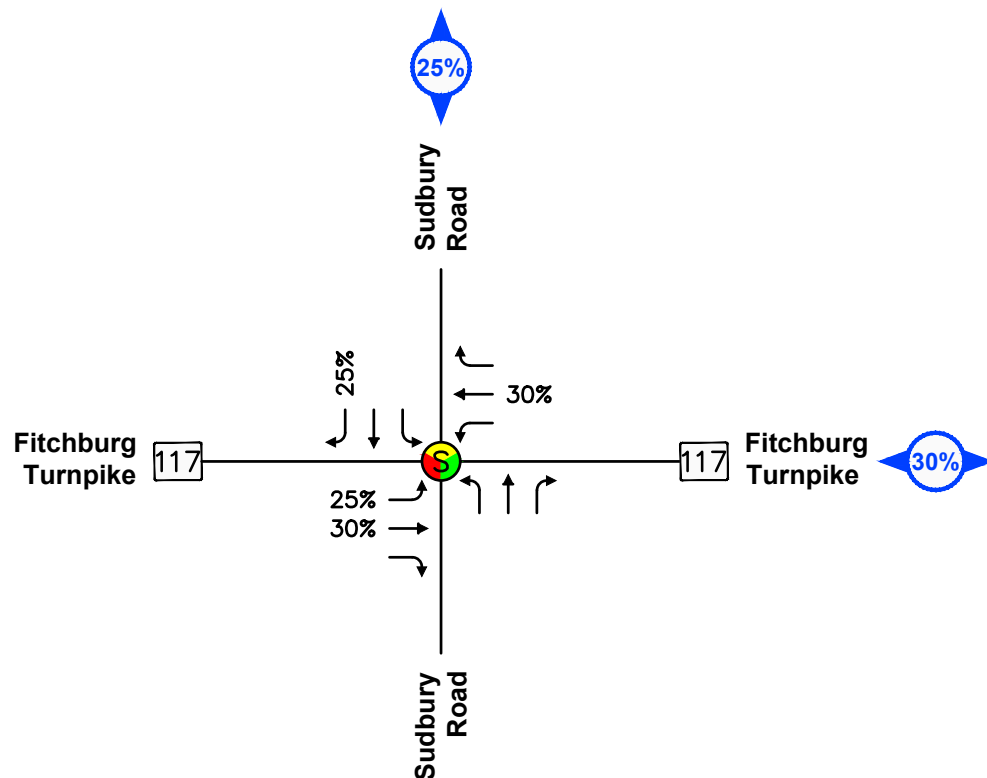 25%
Sudbury
Road
25%
30%
Fitchburg
Turnpike
117
S
117
Fitchburg
Turnpike
30%
25%
30%
Sudbury
Road